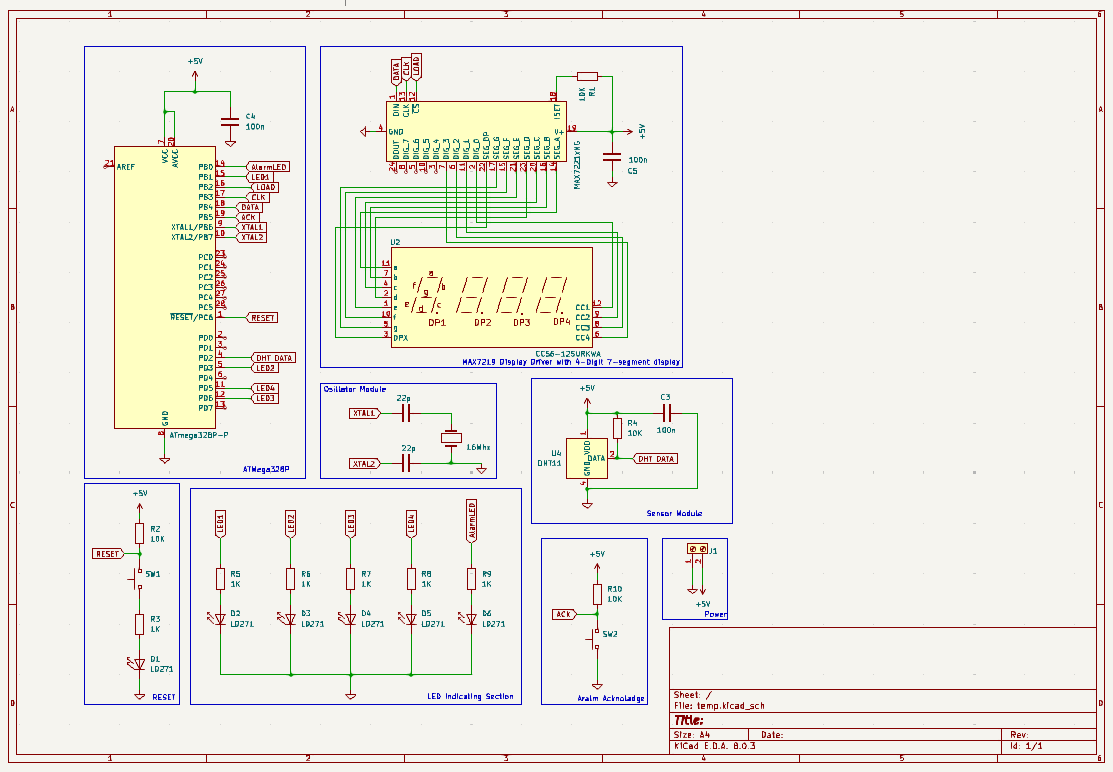 1 2 3 4 5 6
A
B
C
D
+5V
C4
100n
7
20
VCC
AVCC
21
AREF
PB0 14 AlarmLED
PB1 15 LED1
PB2 16 LOAD
PB3 17 CLK
PB4 18 DATA
PB5 19 ACK
XTAL1/PB6 9 XTAL1
XTAL2/PB7 10 XTAL2
PC0 23
PC1 24
PC2 25
PC3 26
PC4 27
PC5 28
RESET/PC6 1 RESET
PD0 2
PD1 3
PD2 4 DHT DATA
PD3 5 LED2
PD4 6
PD5 11 LED4
PD6 12 LED3
PD7 13
GND
8
ATmega328P-P
ATMega328P
DATA
CLK
LOAD
1 13 12 18
DIN
CLK
CS
ISET
10K
R1
4 GND
V+ 19
+5V
DOUT
DIG_7
DIG_6
DIG_5
DIG_4
DIG_3
DIG_2
DIG_1
DIG_0
SEG_DP
SEG_G
SEG_F
SEG_E
SEG_D
SEG_C
SEG_B
SEG_A
MAX7221xNG
100n
C5
U2
11 a
7 b
4 c
2 d
1 e
10 f
5 g
3 DPX
a
f b
g
e c
d
DP1 DP2 DP3 DP4
CC1 12
CC2 9
CC3 8
CC4 6
CC56-12SURKWA
MAX7219 Display Driver with 4-Digit 7-segment display
Osillator Module
XTAL1
22p
XTAL2
22p
16Mhz
+5V
C3
100n
R4
10K
U4
DHT11
1
VDD
DATA 2
GND
4
DHT DATA
Sensor Module
+5V
R2
10K
RESET
SW1
R3
1K
D1
LD271
RESET
LED1
LED2
LED3
LED4
AlarmLED
R5
1K
R6
1K
R7
1K
R8
1K
R9
1K
D2
LD271
D3
LD271
D4
LD271
D5
LD271
D6
LD271
LED Indicating Section
+5V
R10
10K
ACK
SW2
Aralm Acknoladge
J1
1 2
+5V
Power
Sheet: /
File: temp.kicad_sch
Title:
Size: A4 Date: Rev:
KiCad E.D.A. 8.0.3 Id: 1/1
1 2 3 4 5 6
A
B
C
D